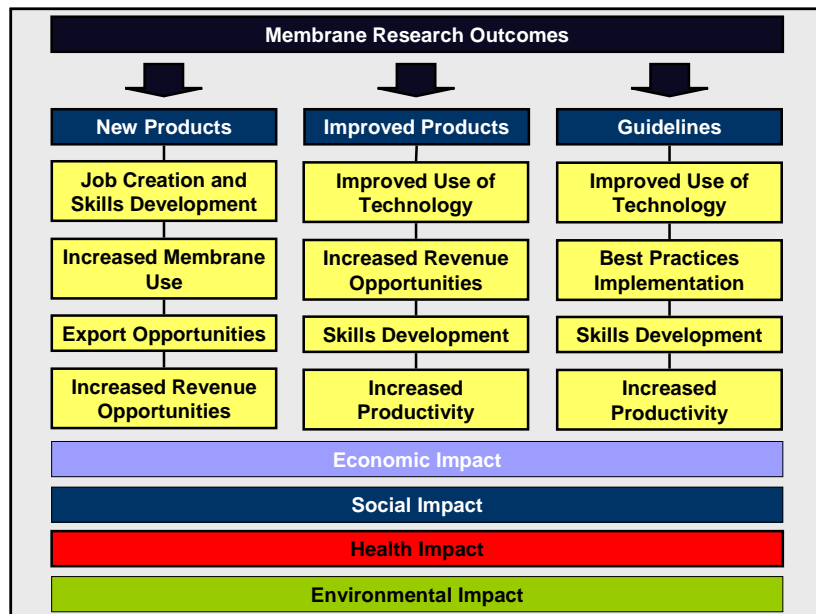 Membrane Research Outcomes
New Products
Improved Products
Guidelines
Job Creation and
Skills Development
Increased Membrane
Use
Export Opportunities
Increased Revenue
Opportunities
Improved Use of
Technology
Increased Revenue
Opportunities
Skills Development
Increased
Productivity
Improved Use of
Technology
Best Practices
Implementation
Skills Development
Increased
Productivity
Economic Impact
Social Impact
Health Impact
Environmental Impact